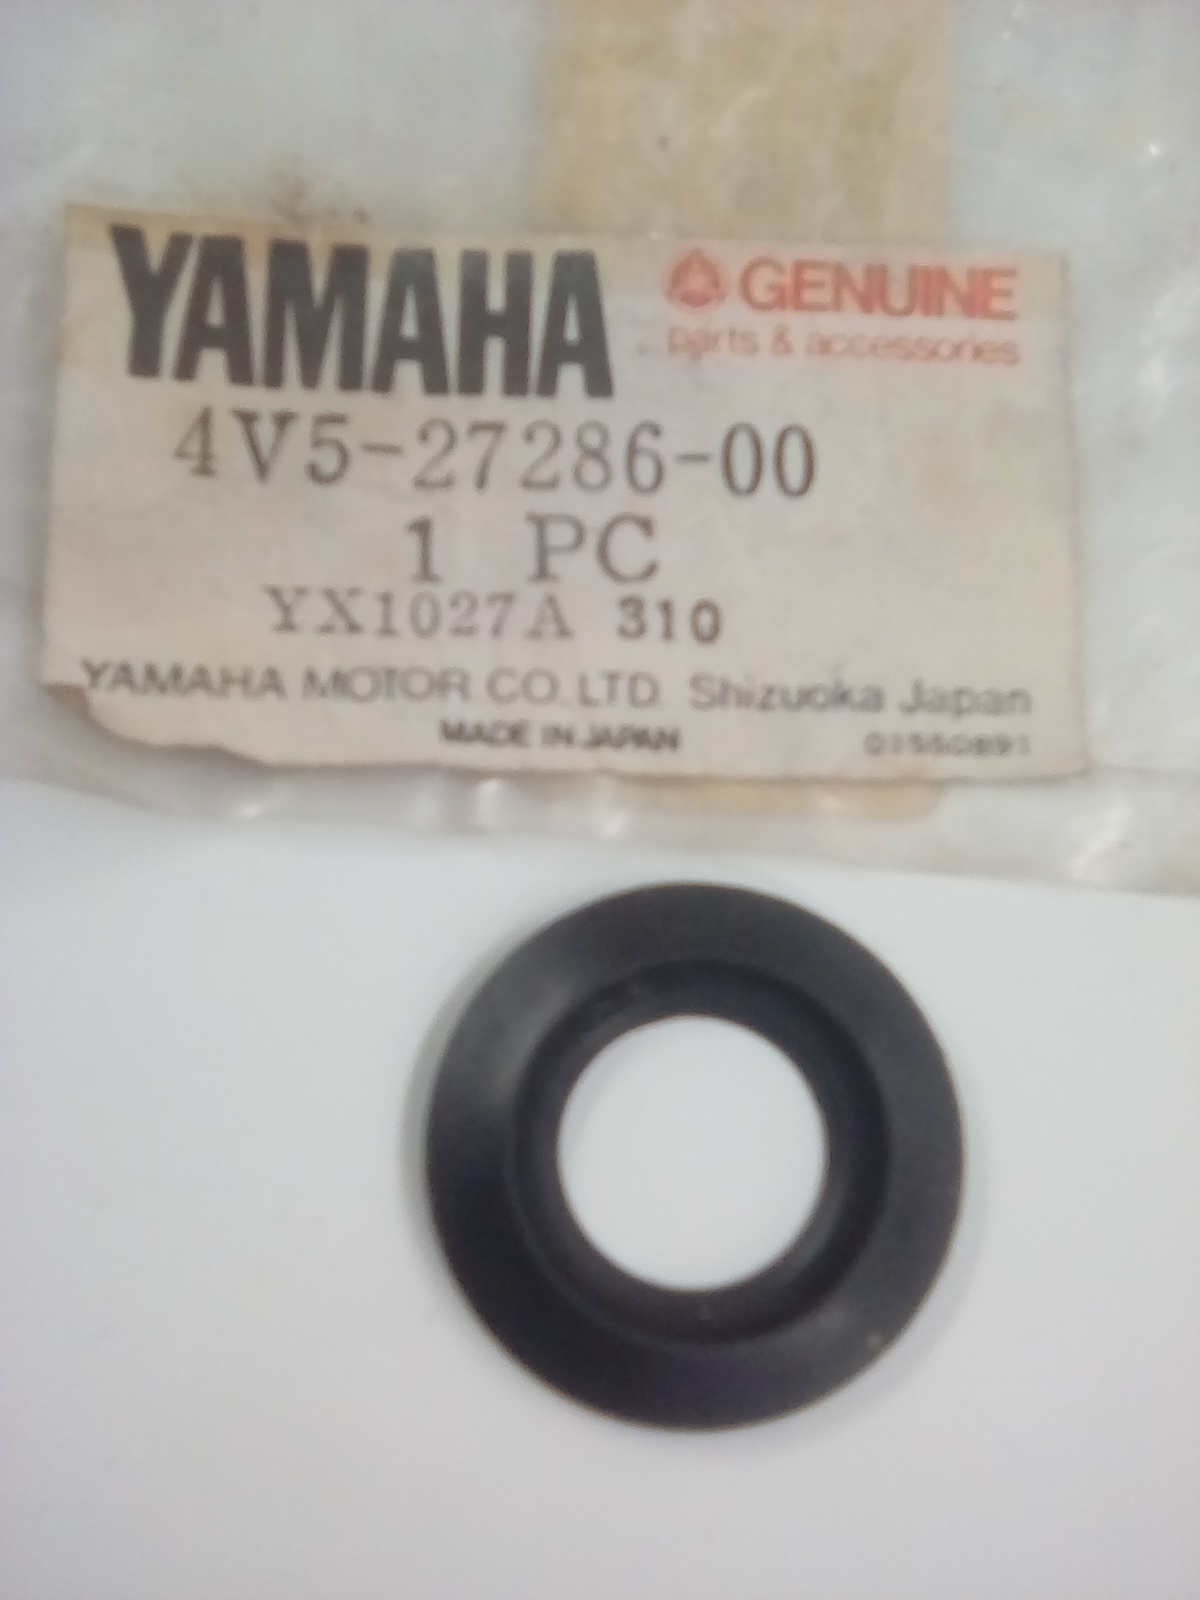 YAMAHA GENUINE
parts & accessories
4V5-27286-00
1 PC
YX1027A 310
YAMAHA MOTOR CO. LTD. Shizuoka Japan
MADE IN JAPAN 01550891